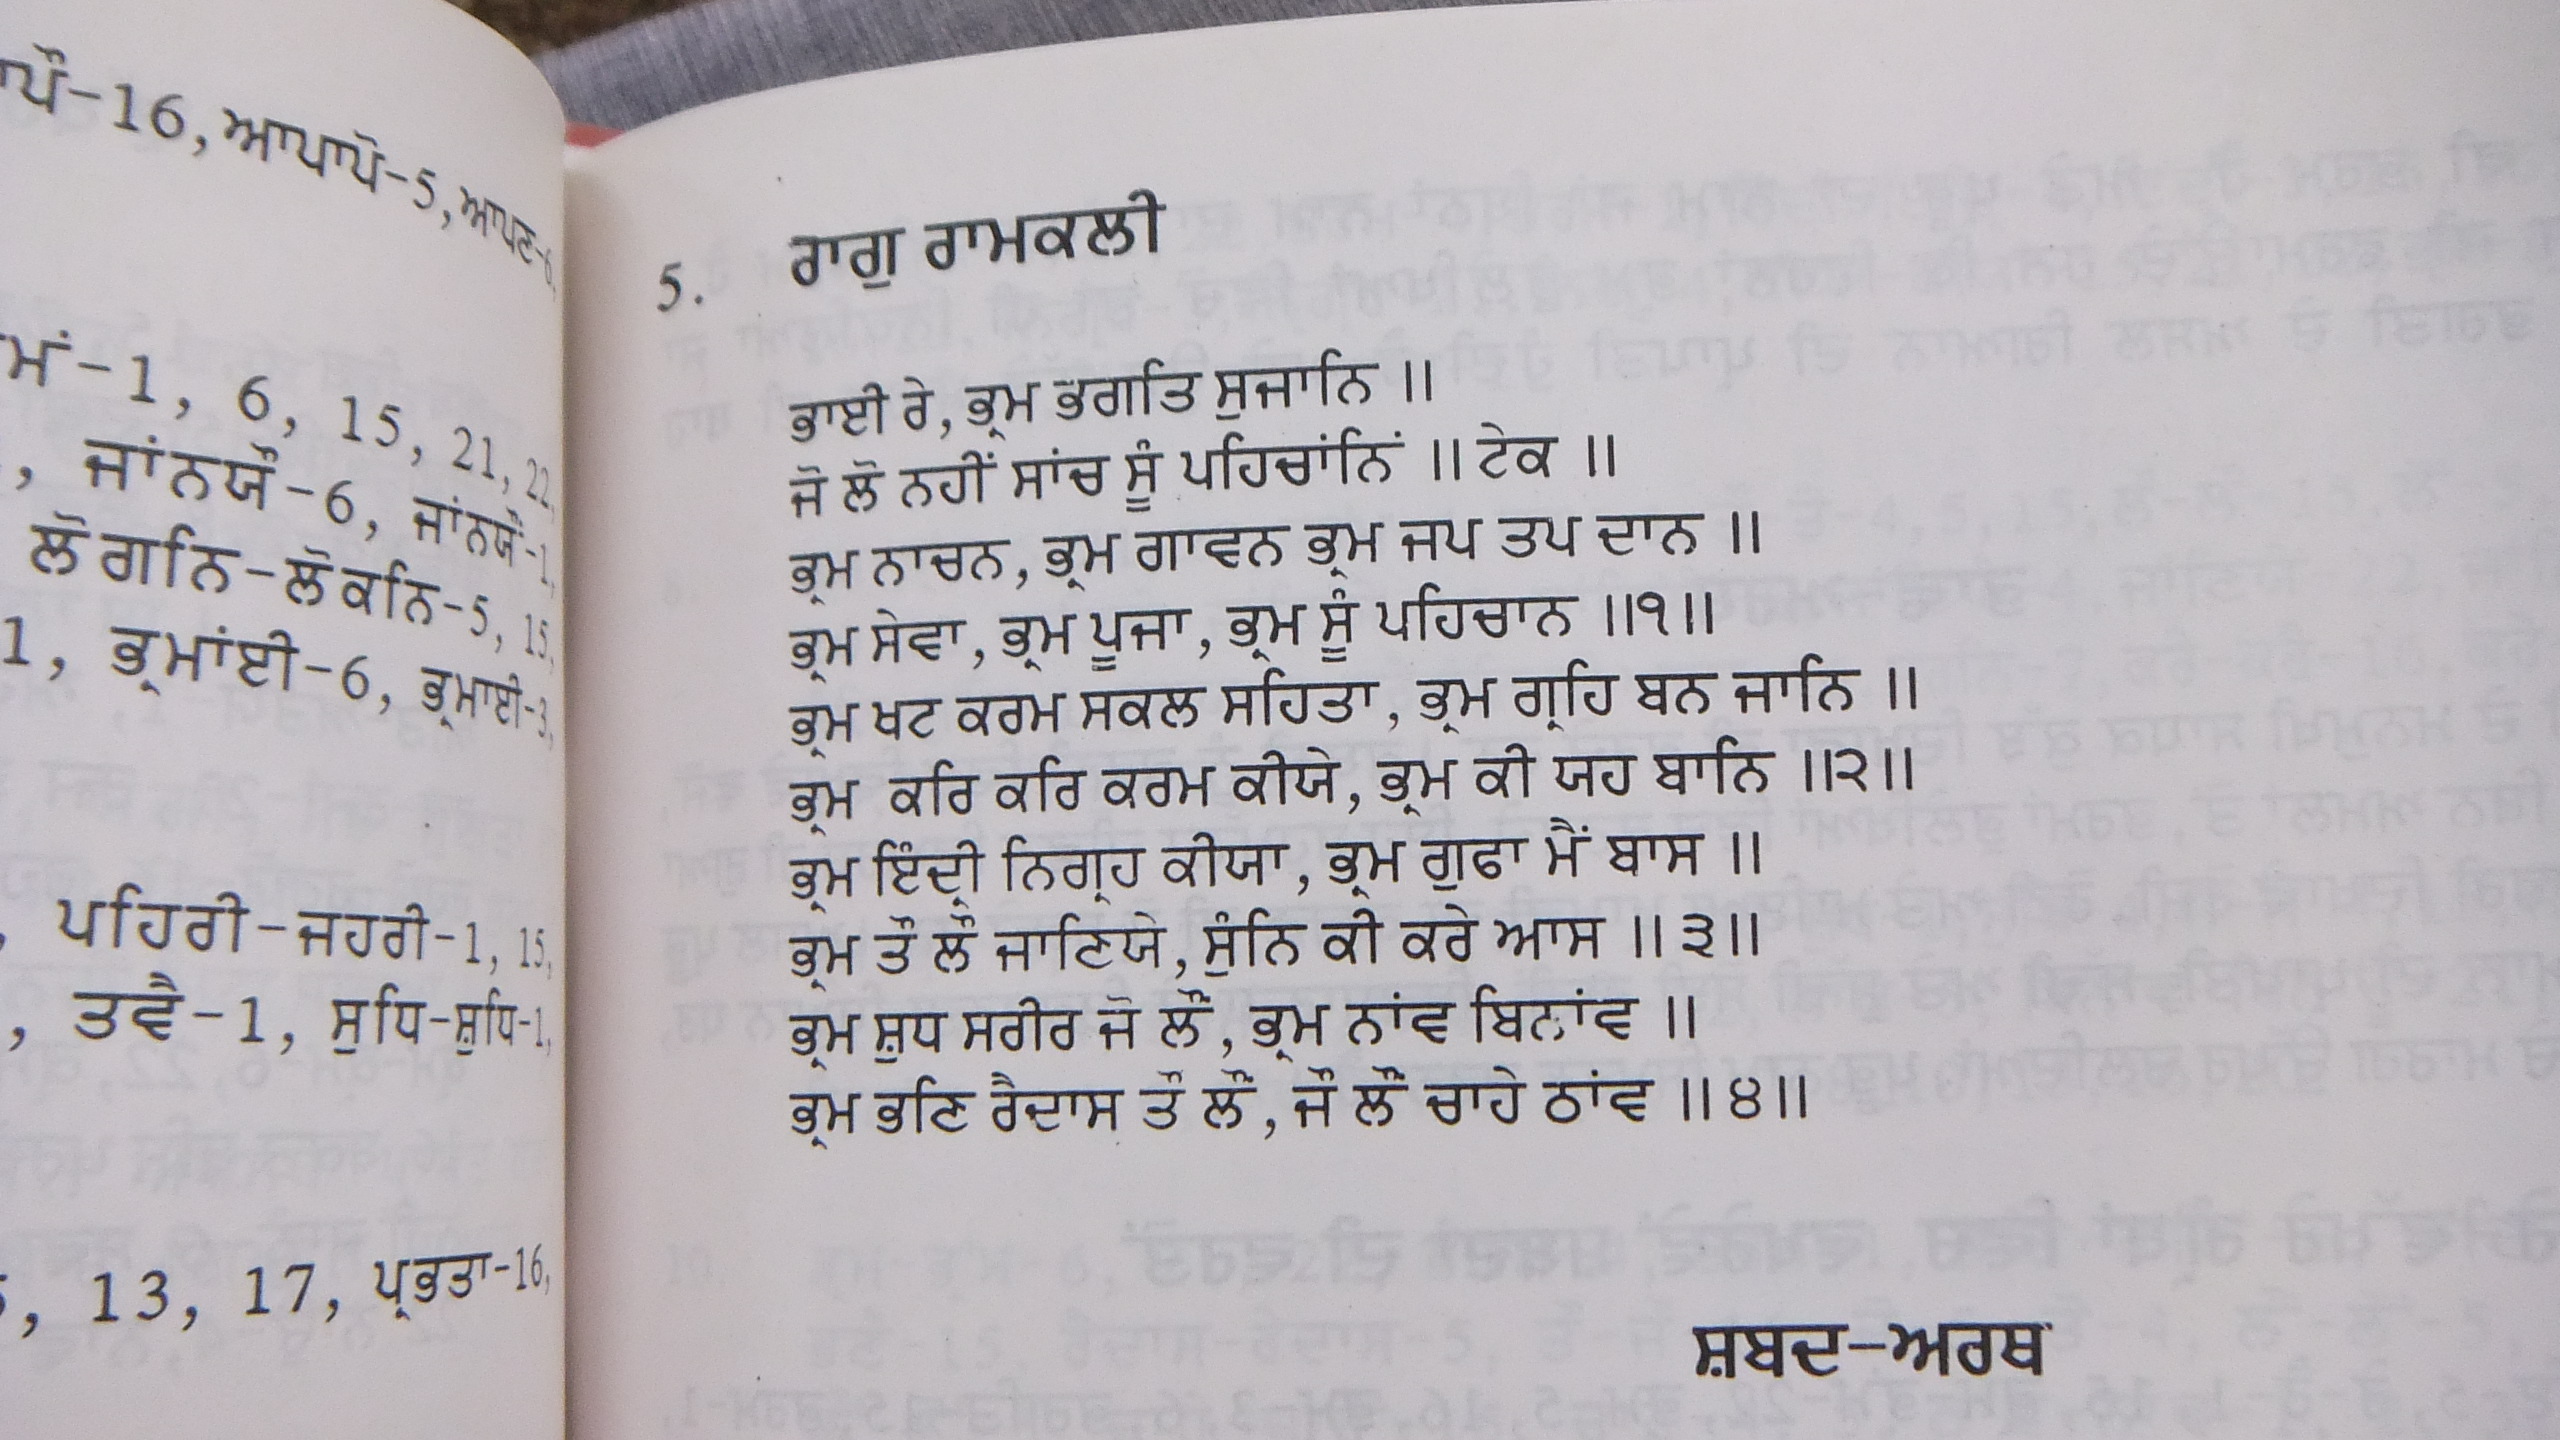 ਪੌ-16, ਆਪਾਪੋ-5, ਆਪਣ-6,
ਮਾਂ-1, 6, 15, 21, 22,
, ਜਾਂਨਯੌ-6, ਜਾਂਨਯੌ-1,
ਲੋਗਨਿ-ਲੋਕਨਿ-5, 15,
1, ਭ੍ਰਮਾਂਈ-6, ਭ੍ਰਮਾਈ-3,
, ਪਹਿਰੀ-ਜਹਰੀ-1, 15,
, ਤਵੈ-1, ਸੁਧਿ-ਸ਼ੁਧਿ-1,
, 13, 17, ਪ੍ਰਭਤਾ-16,
5. ਰਾਗੁ ਰਾਮਕਲੀ
ਭਾਈ ਰੇ, ਭ੍ਰਮ ਭਗਤਿ ਸੁਜਾਨਿ ॥
ਜੋ ਲੋ ਨਹੀਂ ਸਾਂਚ ਸੂੰ ਪਹਿਚਾਂਨਿਂ ॥ ਟੇਕ ॥
ਭ੍ਰਮ ਨਾਚਨ, ਭ੍ਰਮ ਗਾਵਨ ਭ੍ਰਮ ਜਪ ਤਪ ਦਾਨ ॥
ਭ੍ਰਮ ਸੇਵਾ, ਭ੍ਰਮ ਪੂਜਾ, ਭ੍ਰਮ ਸੂੰ ਪਹਿਚਾਨ ॥੧॥
ਭ੍ਰਮ ਖਟ ਕਰਮ ਸਕਲ ਸਹਿਤਾ, ਭ੍ਰਮ ਗ੍ਰਹਿ ਬਨ ਜਾਨਿ ॥
ਭ੍ਰਮ ਕਰਿ ਕਰਿ ਕਰਮ ਕੀਯੇ, ਭ੍ਰਮ ਕੀ ਯਹ ਬਾਨਿ ॥੨॥
ਭ੍ਰਮ ਇੰਦ੍ਰੀ ਨਿਗ੍ਰਹ ਕੀਯਾ, ਭ੍ਰਮ ਗੁਫਾ ਮੈਂ ਬਾਸ ॥
ਭ੍ਰਮ ਤੌ ਲੌ ਜਾਣਿਯੇ, ਸੁੰਨਿ ਕੀ ਕਰੇ ਆਸ ॥ ੩॥
ਭ੍ਰਮ ਸ਼ੁਧ ਸਰੀਰ ਜੋ ਲੌਂ, ਭ੍ਰਮ ਨਾਂਵ ਬਿਨਾਂਵ ॥
ਭ੍ਰਮ ਭਣਿ ਰੈਦਾਸ ਤੌ ਲੌਂ, ਜੌ ਲੌਂ ਚਾਹੇ ਠਾਂਵ ॥੪॥
ਸ਼ਬਦ-ਅਰਥ